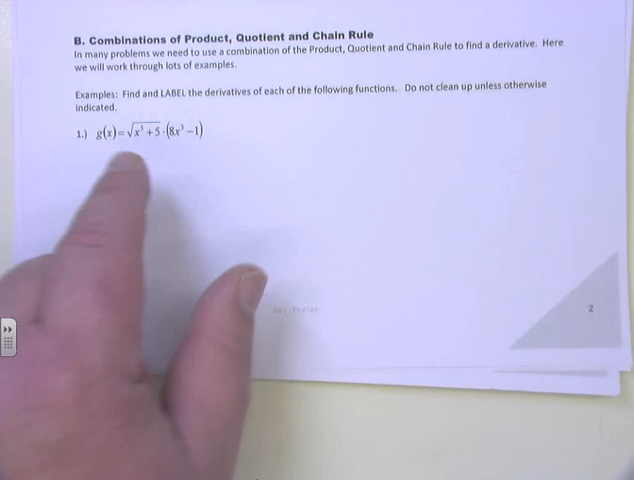 B. Combinations of Product, Quotient and Chain Rule
In many problems we need to use a combination of the Product, Quotient and Chain Rule to find a derivative. Here
we will work through lots of examples.
Examples: Find and LABEL the derivatives of each of the following functions. Do not clean up unless otherwise
indicated.
1.) g(x)=√(x⁵+5)·(8x³−1)
2